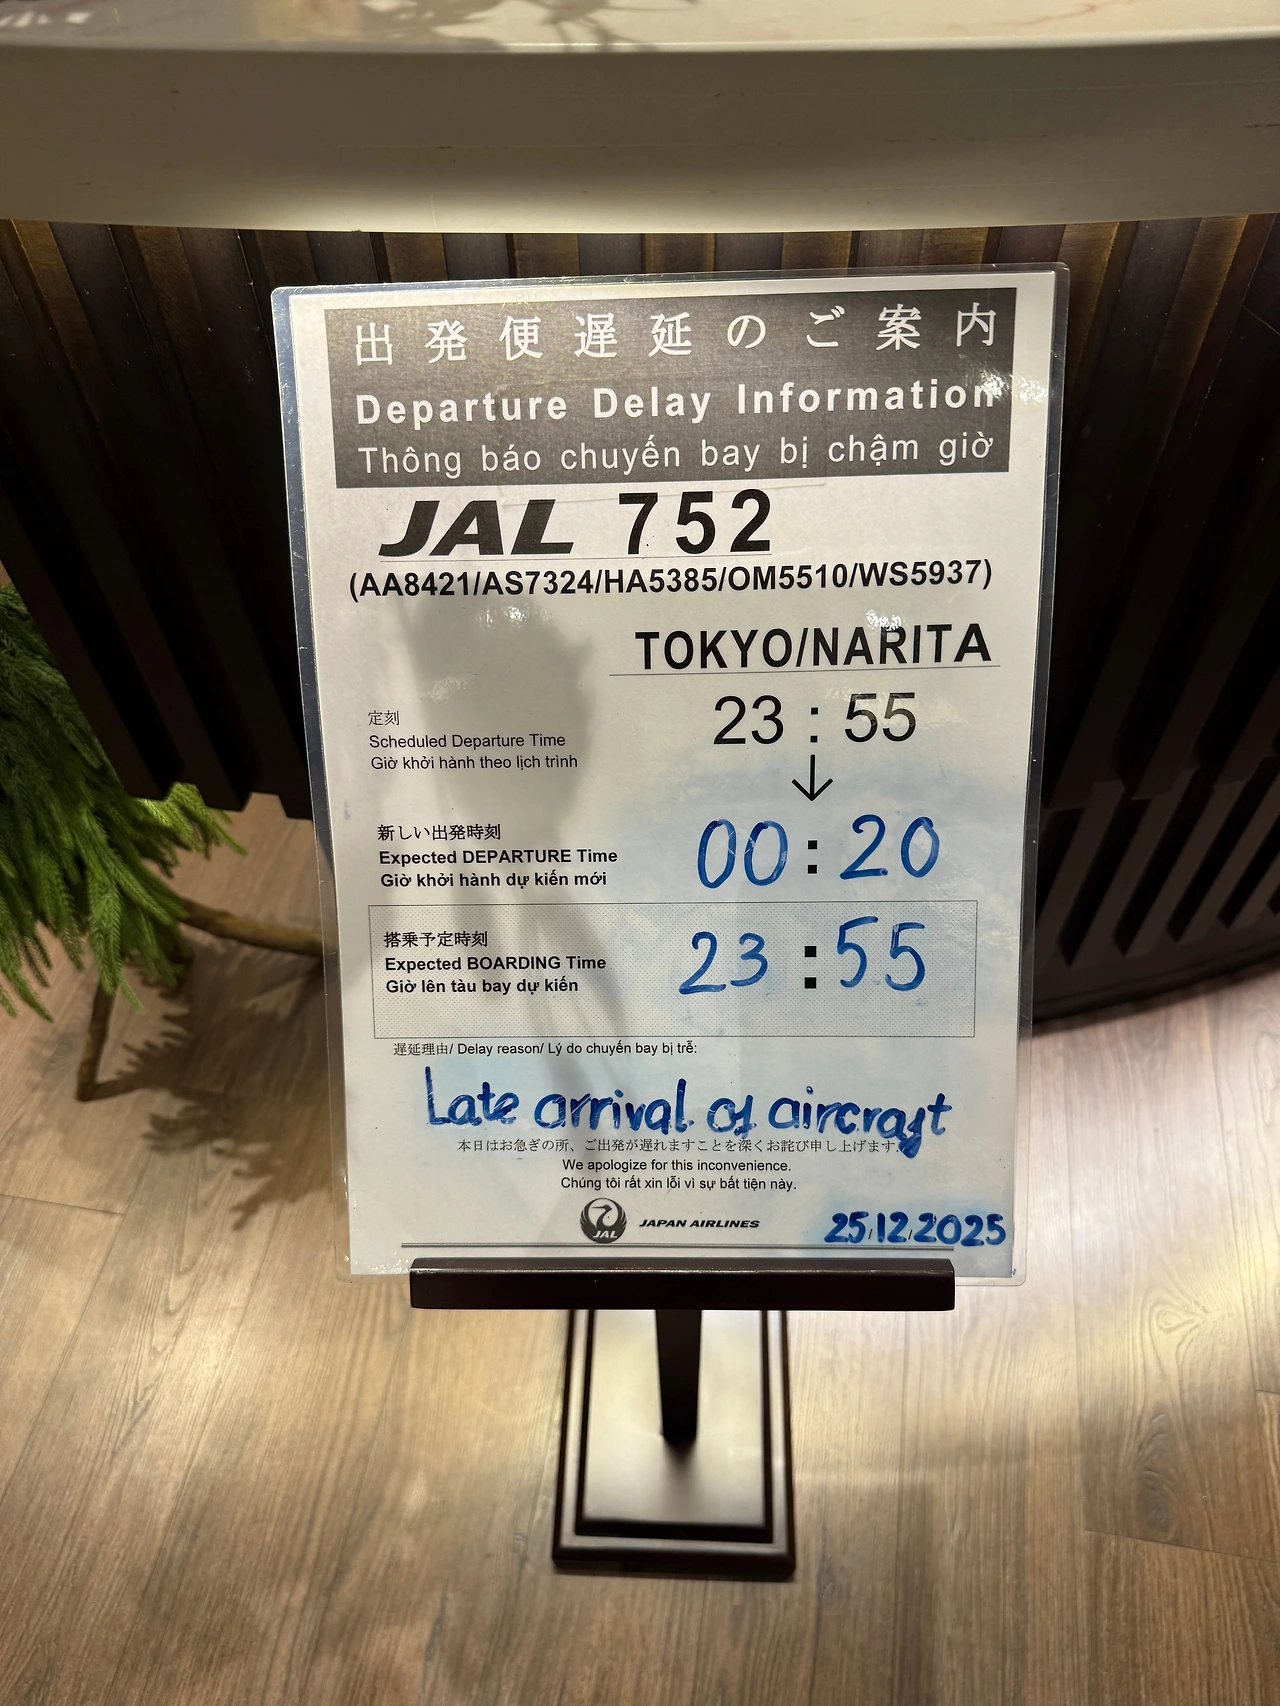 出発便遅延のご案内
Departure Delay Information
Thông báo chuyến bay bị chậm giờ
JAL 752
(AA8421/AS7324/HA5385/OM5510/WS5937)
TOKYO/NARITA
定刻
Scheduled Departure Time
Giờ khởi hành theo lịch trình
23:55
↓
新しい出発時刻
Expected DEPARTURE Time
Giờ khởi hành dự kiến mới
00:20
搭乗予定時刻
Expected BOARDING Time
Giờ lên tàu bay dự kiến
23:55
遅延理由/ Delay reason/ Lý do chuyến bay bị trễ:
Late arrival of aircraft
本日はお急ぎの所、ご出発が遅れますことを深くお詫び申し上げます。
We apologize for this inconvenience.
Chúng tôi rất xin lỗi vì sự bất tiện này.
JAL JAPAN AIRLINES
25/12/2025